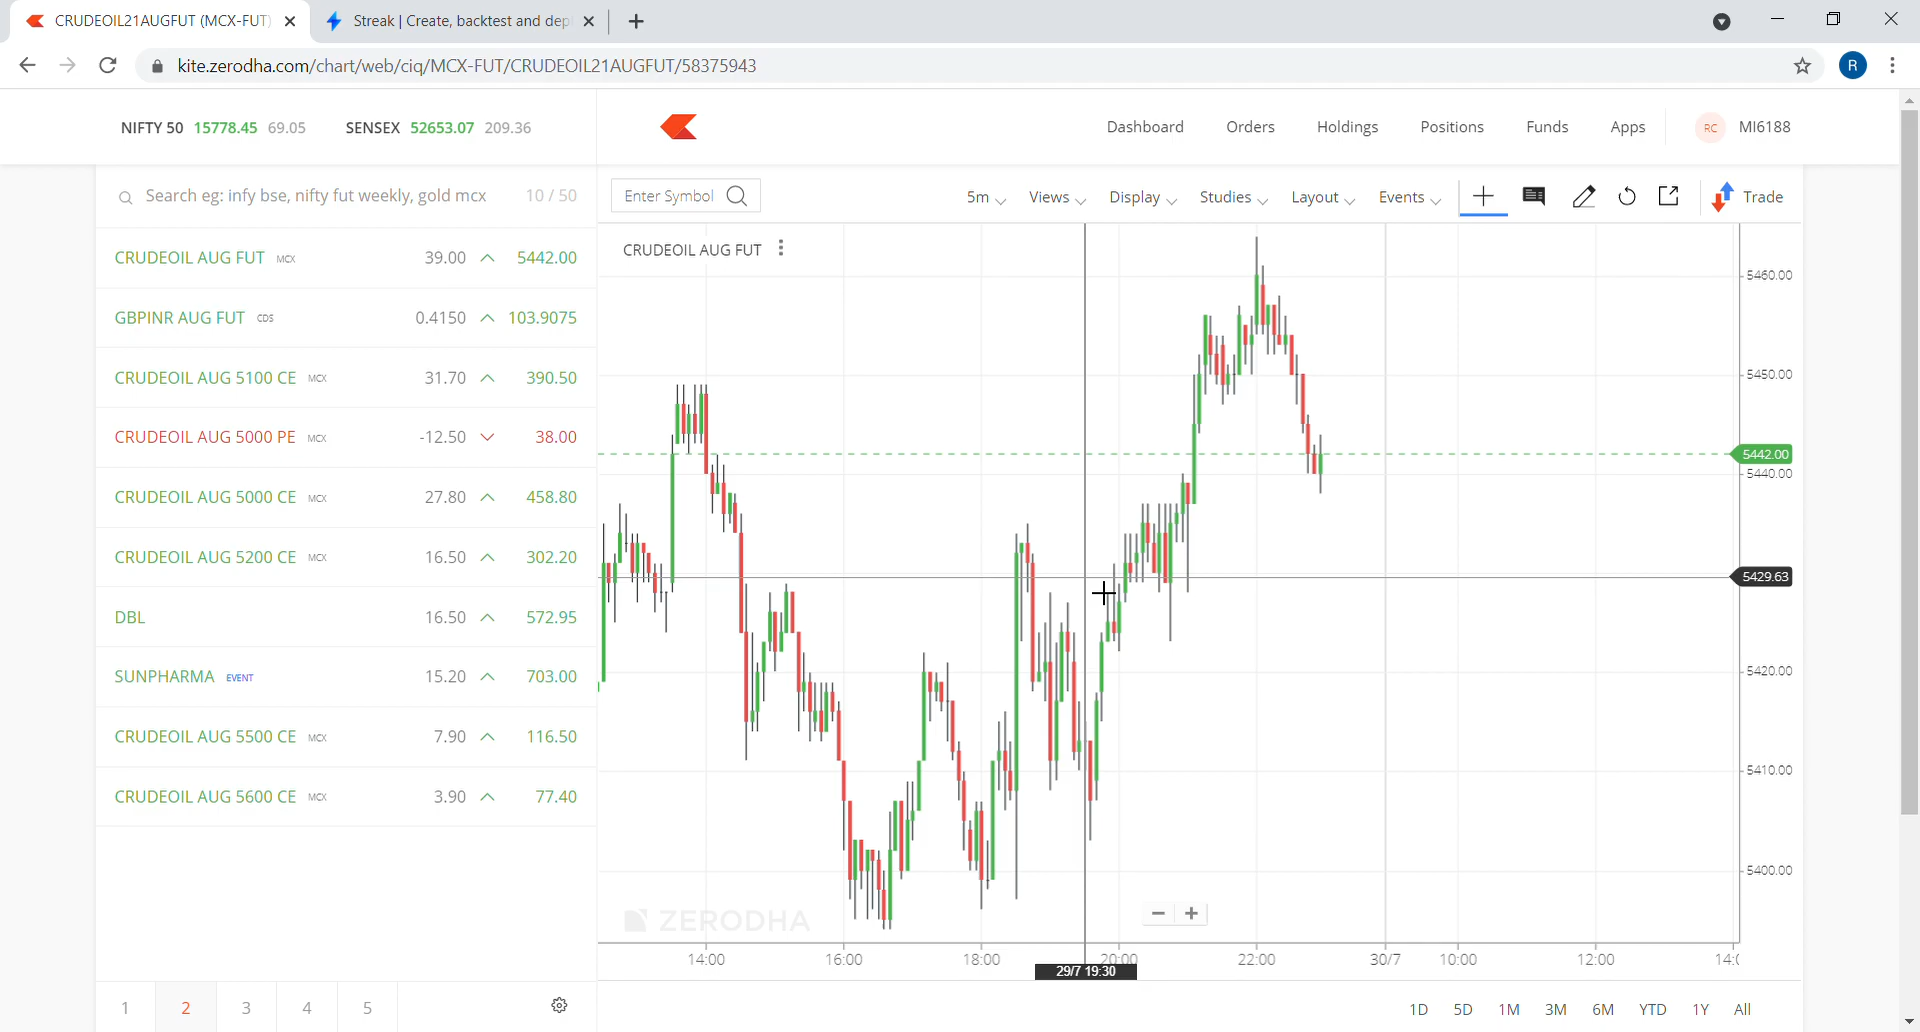 CRUDEOIL21AUGFUT (MCX-FUT)
Streak | Create, backtest and dep
kite.zerodha.com/chart/web/ciq/MCX-FUT/CRUDEOIL21AUGFUT/58375943
R
NIFTY 50 15778.45 69.05 SENSEX 52653.07 209.36
Dashboard Orders Holdings Positions Funds Apps RC MI6188
Search eg: infy bse, nifty fut weekly, gold mcx 10 / 50
Enter Symbol 5m Views Display Studies Layout Events Trade
CRUDEOIL AUG FUT MCX 39.00 5442.00
GBPINR AUG FUT CDS 0.4150 103.9075
CRUDEOIL AUG 5100 CE MCX 31.70 390.50
CRUDEOIL AUG 5000 PE MCX -12.50 38.00
CRUDEOIL AUG 5000 CE MCX 27.80 458.80
CRUDEOIL AUG 5200 CE MCX 16.50 302.20
DBL 16.50 572.95
SUNPHARMA EVENT 15.20 703.00
CRUDEOIL AUG 5500 CE MCX 7.90 116.50
CRUDEOIL AUG 5600 CE MCX 3.90 77.40
1 2 3 4 5
CRUDEOIL AUG FUT
5460.00
5450.00
5442.00
5440.00
5429.63
5420.00
5410.00
5400.00
ZERODHA
14:00 16:00 18:00 20:00 22:00 30/7 10:00 12:00 14:0
29/7 19:30
1D 5D 1M 3M 6M YTD 1Y All